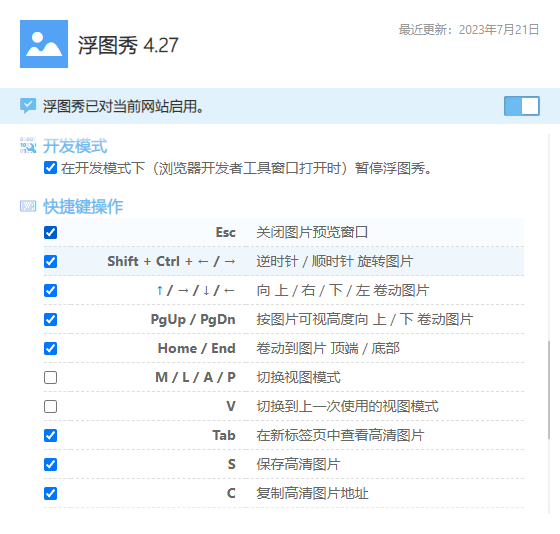 浮图秀 4.27
最近更新：2023年7月21日
浮图秀已对当前网站启用。
开发模式
在开发模式下（浏览器开发者工具窗口打开时）暂停浮图秀。
快捷键操作
Esc 关闭图片预览窗口
Shift + Ctrl + ← / → 逆时针 / 顺时针 旋转图片
↑ / → / ↓ / ← 向 上 / 右 / 下 / 左 卷动图片
PgUp / PgDn 按图片可视高度向 上 / 下 卷动图片
Home / End 卷动到图片 顶端 / 底部
M / L / A / P 切换视图模式
V 切换到上一次使用的视图模式
Tab 在新标签页中查看高清图片
S 保存高清图片
C 复制高清图片地址